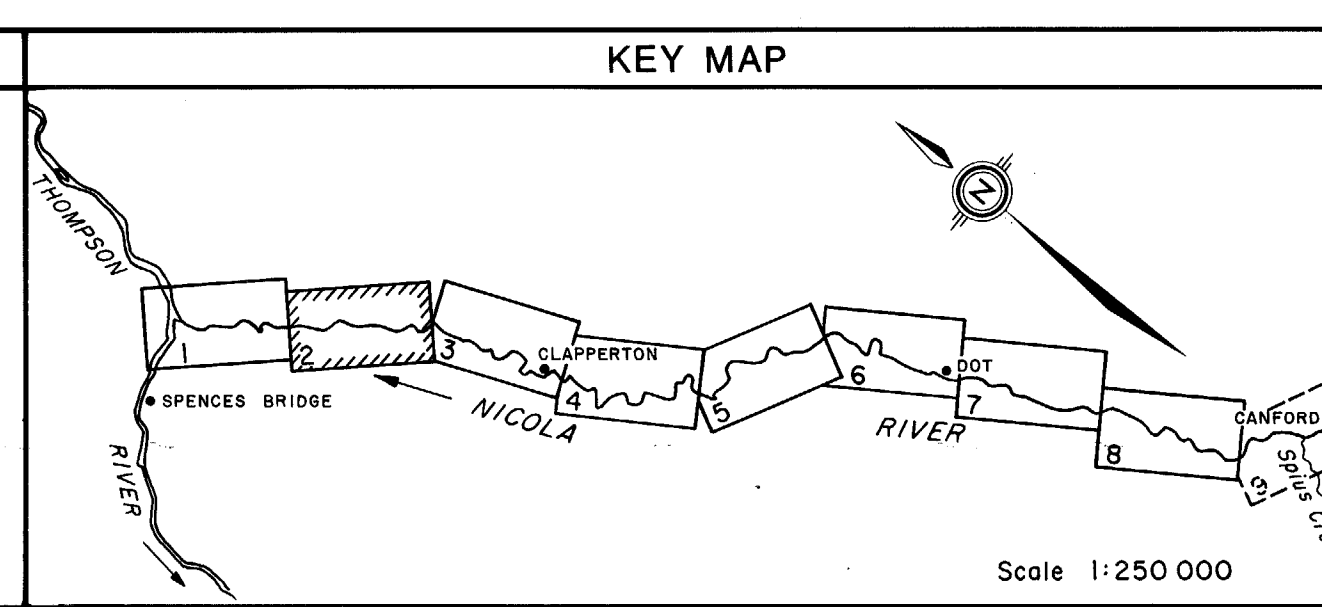 KEY MAP
THOMPSON
RIVER
N
1
2
3
CLAPPERTON
4
5
6
DOT
7
8
CANFORD
SPENCES BRIDGE
NICOLA
RIVER
Spius
Scale 1:250 000